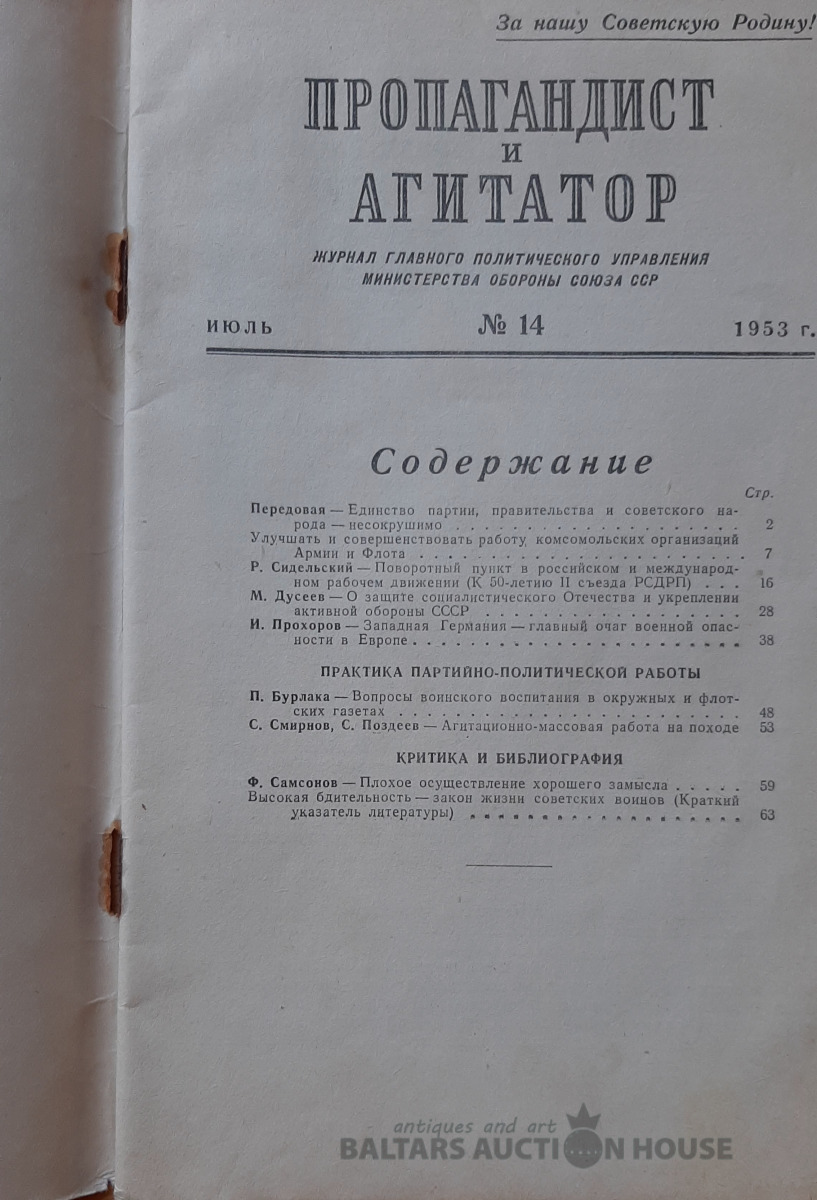 За нашу Советскую Родину!
ПРОПАГАНДИСТ
И
АГИТАТОР
ЖУРНАЛ ГЛАВНОГО ПОЛИТИЧЕСКОГО УПРАВЛЕНИЯ
МИНИСТЕРСТВА ОБОРОНЫ СОЮЗА ССР
ИЮЛЬ № 14 1953 г.
Содержание
Стр.
Передовая — Единство партии, правительства и советского на-
рода — несокрушимо . . . . . . . . . . . . . . . . . . . . 2
Улучшать и совершенствовать работу комсомольских организаций
Армии и Флота . . . . . . . . . . . . . . . . . . . . . . . 7
Р. Сидельский — Поворотный пункт в российском и международ-
ном рабочем движении (К 50-летию II съезда РСДРП) . . . 16
М. Дусеев — О защите социалистического Отечества и укреплении
активной обороны СССР . . . . . . . . . . . . . . . . . . 28
И. Прохоров — Западная Германия — главный очаг военной опас-
ности в Европе . . . . . . . . . . . . . . . . . . . . . . . 38
ПРАКТИКА ПАРТИЙНО-ПОЛИТИЧЕСКОЙ РАБОТЫ
П. Бурлака — Вопросы воинского воспитания в окружных и флот-
ских газетах . . . . . . . . . . . . . . . . . . . . . . . . 48
С. Смирнов, С. Поздеев — Агитационно-массовая работа на походе 53
КРИТИКА И БИБЛИОГРАФИЯ
Ф. Самсонов — Плохое осуществление хорошего замысла . . . . . 59
Высокая бдительность — закон жизни советских воинов (Краткий
указатель литературы) . . . . . . . . . . . . . . . . . . . 63
antiques and art
BALTARS AUCTION HOUSE